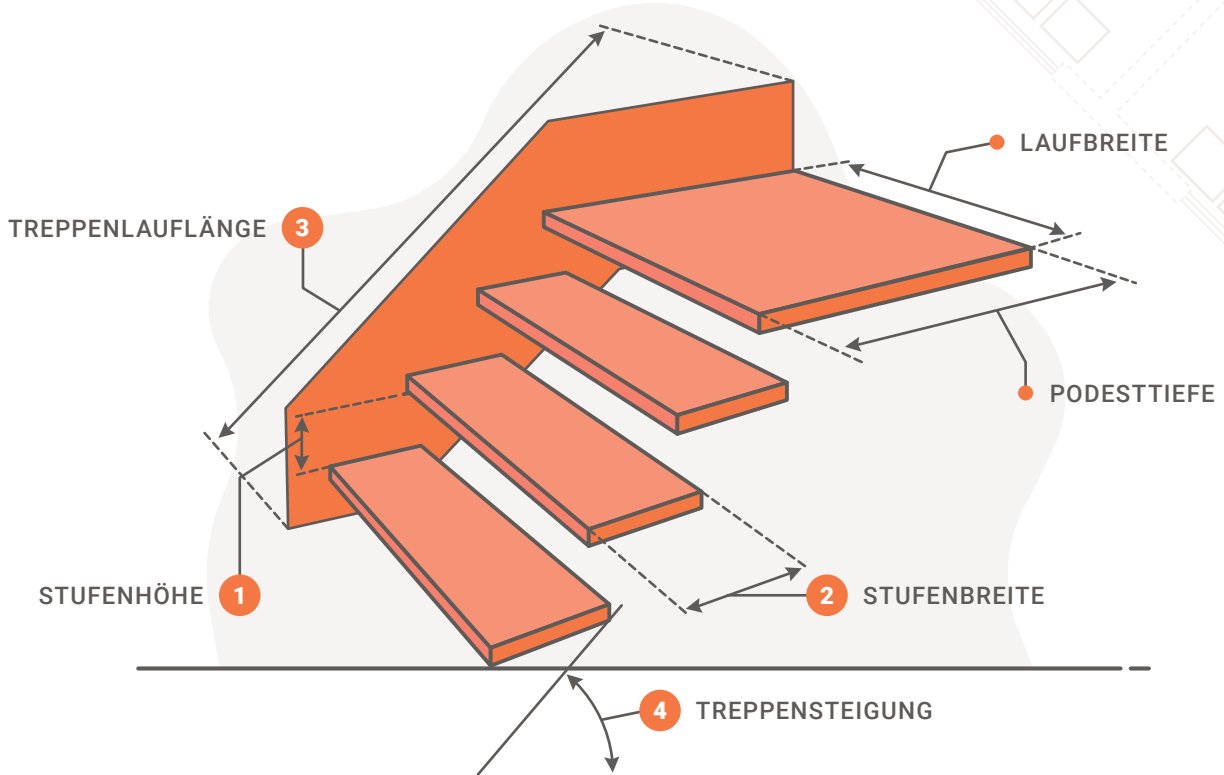 LAUFBREITE
TREPPENLAUFLÄNGE 3
PODESTTIEFE
STUFENHÖHE 1
2 STUFENBREITE
4 TREPPENSTEIGUNG